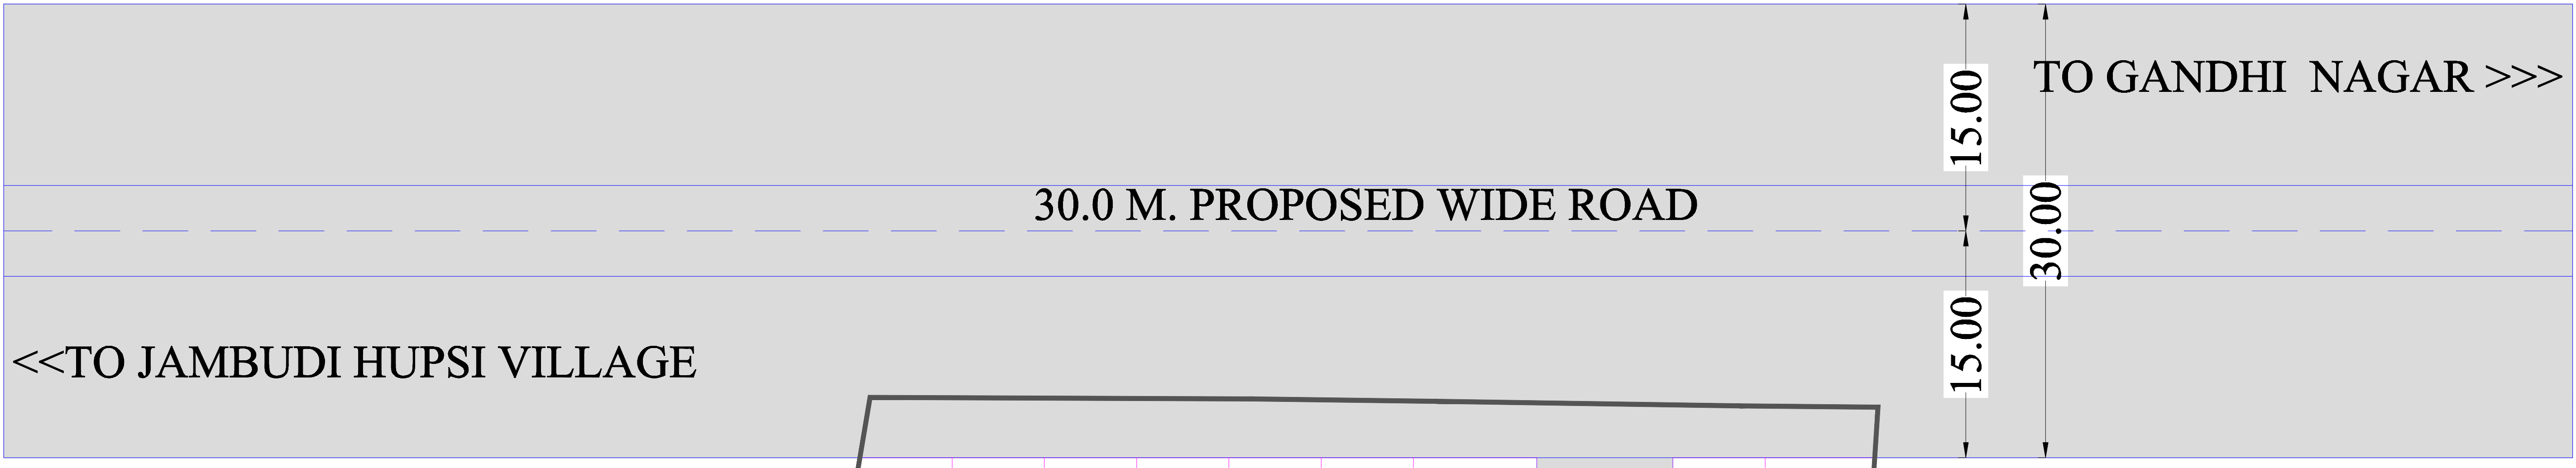 15.00
TO GANDHI NAGAR >>>
30.0 M. PROPOSED WIDE ROAD
30.00
15.00
<<TO JAMBUDI HUPSI VILLAGE